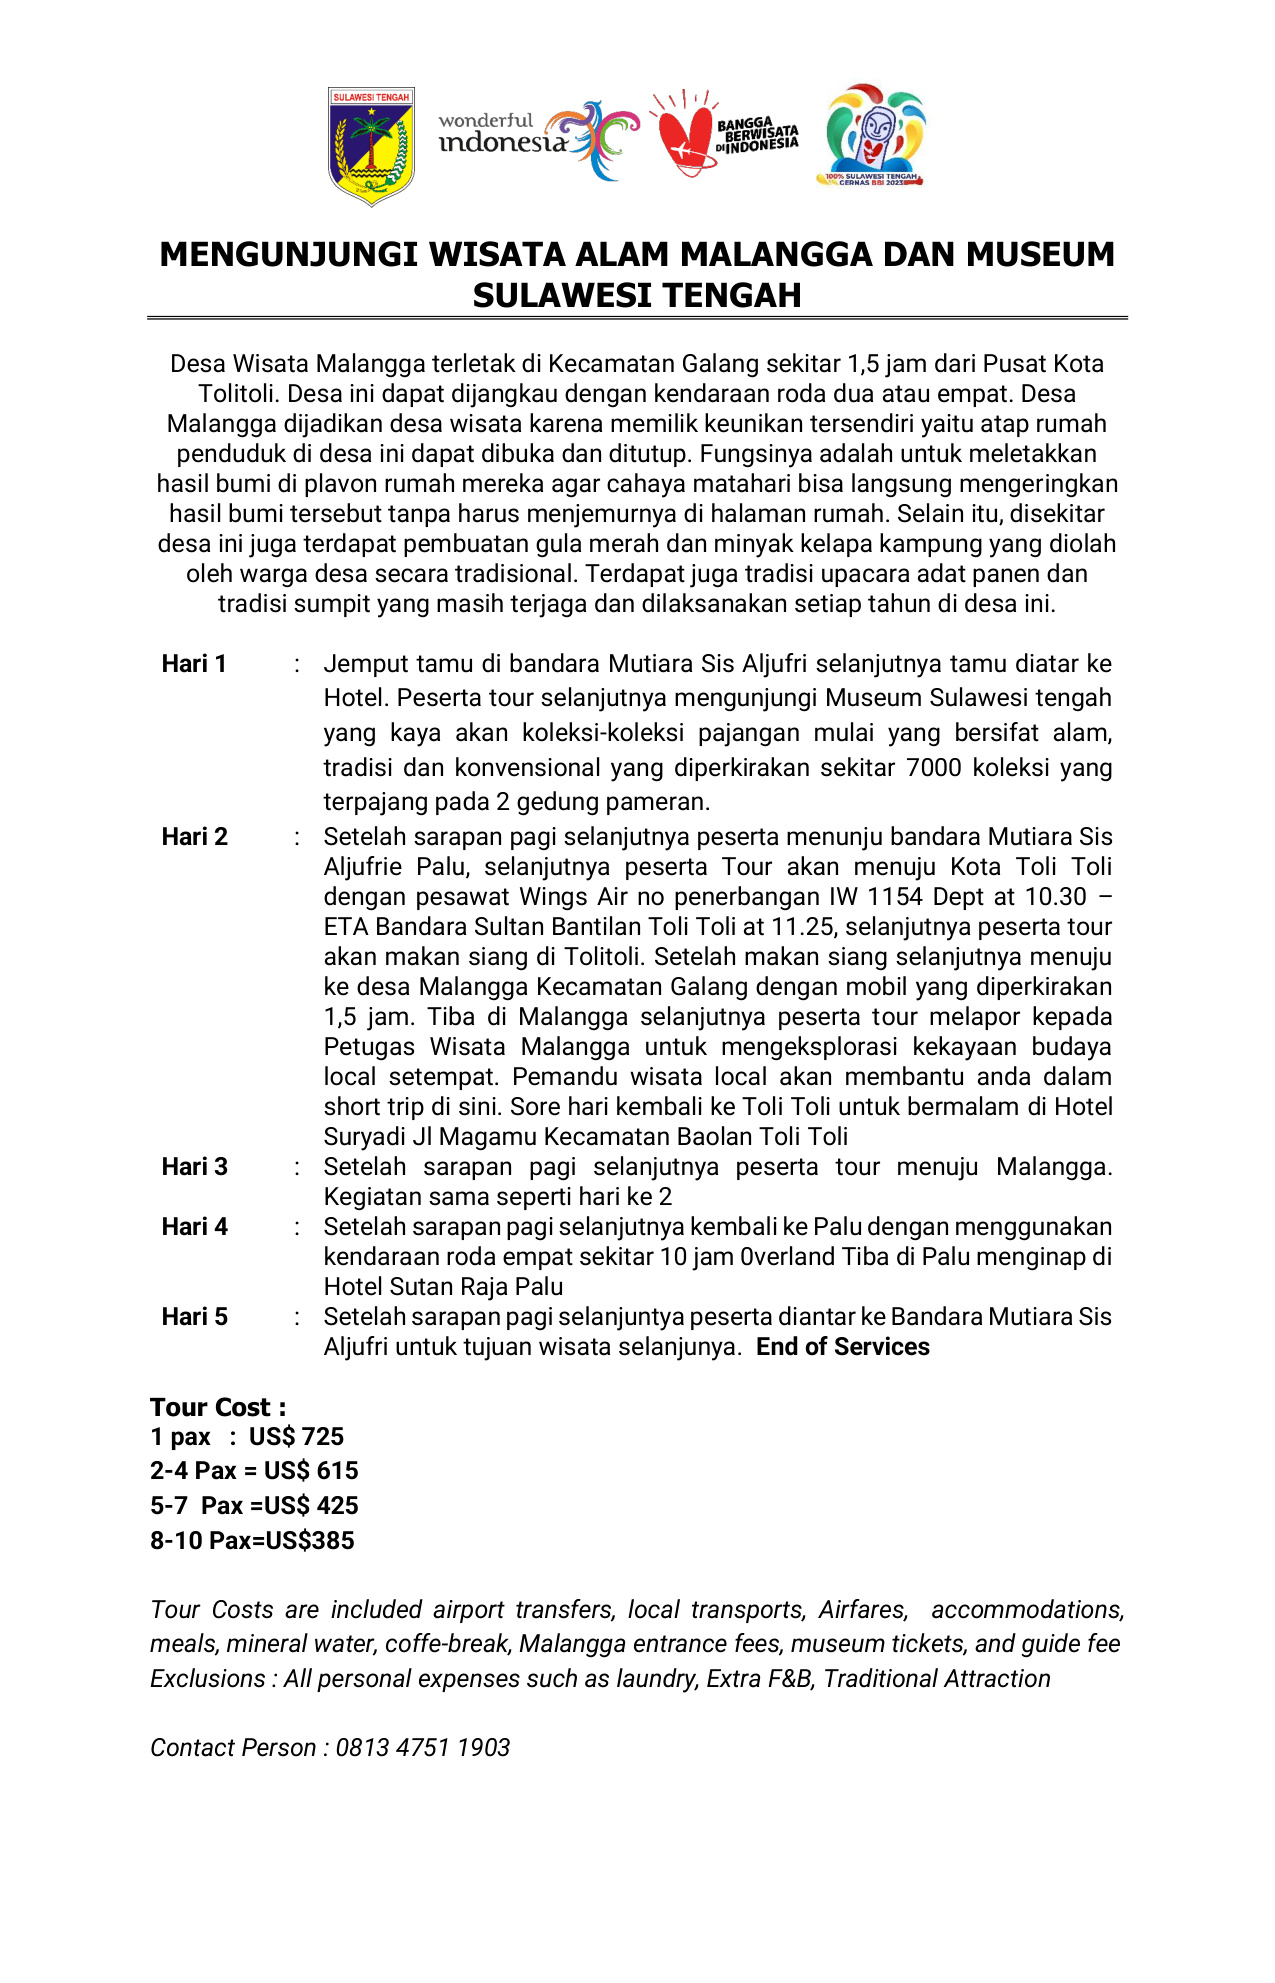 SULAWESI TENGAH
wonderful
indonesia
BANGGA
BERWISATA
DI INDONESIA
100% SULAWESI TENGAH
GERNAS BBI 2023
MENGUNJUNGI WISATA ALAM MALANGGA DAN MUSEUM
SULAWESI TENGAH
Desa Wisata Malangga terletak di Kecamatan Galang sekitar 1,5 jam dari Pusat Kota
Tolitoli. Desa ini dapat dijangkau dengan kendaraan roda dua atau empat. Desa
Malangga dijadikan desa wisata karena memilik keunikan tersendiri yaitu atap rumah
penduduk di desa ini dapat dibuka dan ditutup. Fungsinya adalah untuk meletakkan
hasil bumi di plavon rumah mereka agar cahaya matahari bisa langsung mengeringkan
hasil bumi tersebut tanpa harus menjemurnya di halaman rumah. Selain itu, disekitar
desa ini juga terdapat pembuatan gula merah dan minyak kelapa kampung yang diolah
oleh warga desa secara tradisional. Terdapat juga tradisi upacara adat panen dan
tradisi sumpit yang masih terjaga dan dilaksanakan setiap tahun di desa ini.
Hari 1 : Jemput tamu di bandara Mutiara Sis Aljufri selanjutnya tamu diatar ke
Hotel. Peserta tour selanjutnya mengunjungi Museum Sulawesi tengah
yang kaya akan koleksi-koleksi pajangan mulai yang bersifat alam,
tradisi dan konvensional yang diperkirakan sekitar 7000 koleksi yang
terpajang pada 2 gedung pameran.
Hari 2 : Setelah sarapan pagi selanjutnya peserta menunju bandara Mutiara Sis
Aljufrie Palu, selanjutnya peserta Tour akan menuju Kota Toli Toli
dengan pesawat Wings Air no penerbangan IW 1154 Dept at 10.30 –
ETA Bandara Sultan Bantilan Toli Toli at 11.25, selanjutnya peserta tour
akan makan siang di Tolitoli. Setelah makan siang selanjutnya menuju
ke desa Malangga Kecamatan Galang dengan mobil yang diperkirakan
1,5 jam. Tiba di Malangga selanjutnya peserta tour melapor kepada
Petugas Wisata Malangga untuk mengeksplorasi kekayaan budaya
local setempat. Pemandu wisata local akan membantu anda dalam
short trip di sini. Sore hari kembali ke Toli Toli untuk bermalam di Hotel
Suryadi Jl Magamu Kecamatan Baolan Toli Toli
Hari 3 : Setelah sarapan pagi selanjutnya peserta tour menuju Malangga.
Kegiatan sama seperti hari ke 2
Hari 4 : Setelah sarapan pagi selanjutnya kembali ke Palu dengan menggunakan
kendaraan roda empat sekitar 10 jam 0verland Tiba di Palu menginap di
Hotel Sutan Raja Palu
Hari 5 : Setelah sarapan pagi selanjuntya peserta diantar ke Bandara Mutiara Sis
Aljufri untuk tujuan wisata selanjunya. End of Services
Tour Cost :
1 pax : US$ 725
2-4 Pax = US$ 615
5-7 Pax =US$ 425
8-10 Pax=US$385
Tour Costs are included airport transfers, local transports, Airfares, accommodations,
meals, mineral water, coffe-break, Malangga entrance fees, museum tickets, and guide fee
Exclusions : All personal expenses such as laundry, Extra F&B, Traditional Attraction
Contact Person : 0813 4751 1903